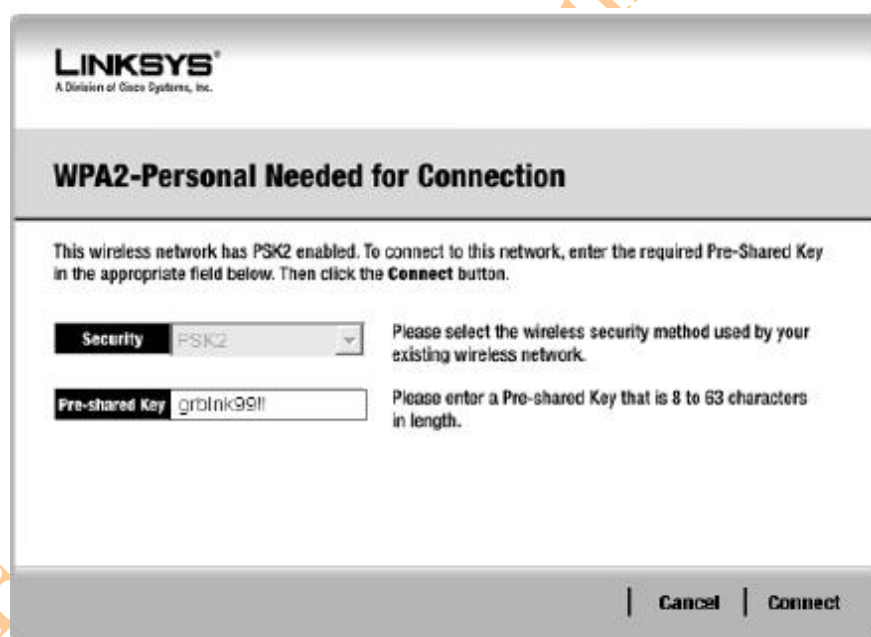 LINKSYS®
A Division of Cisco Systems, Inc.
WPA2-Personal Needed for Connection
This wireless network has PSK2 enabled. To connect to this network, enter the required Pre-Shared Key
in the appropriate field below. Then click the Connect button.
Security PSK2
Please select the wireless security method used by your
existing wireless network.
Pre-shared Key grblnk99!!
Please enter a Pre-shared Key that is 8 to 63 characters
in length.
Cancel Connect